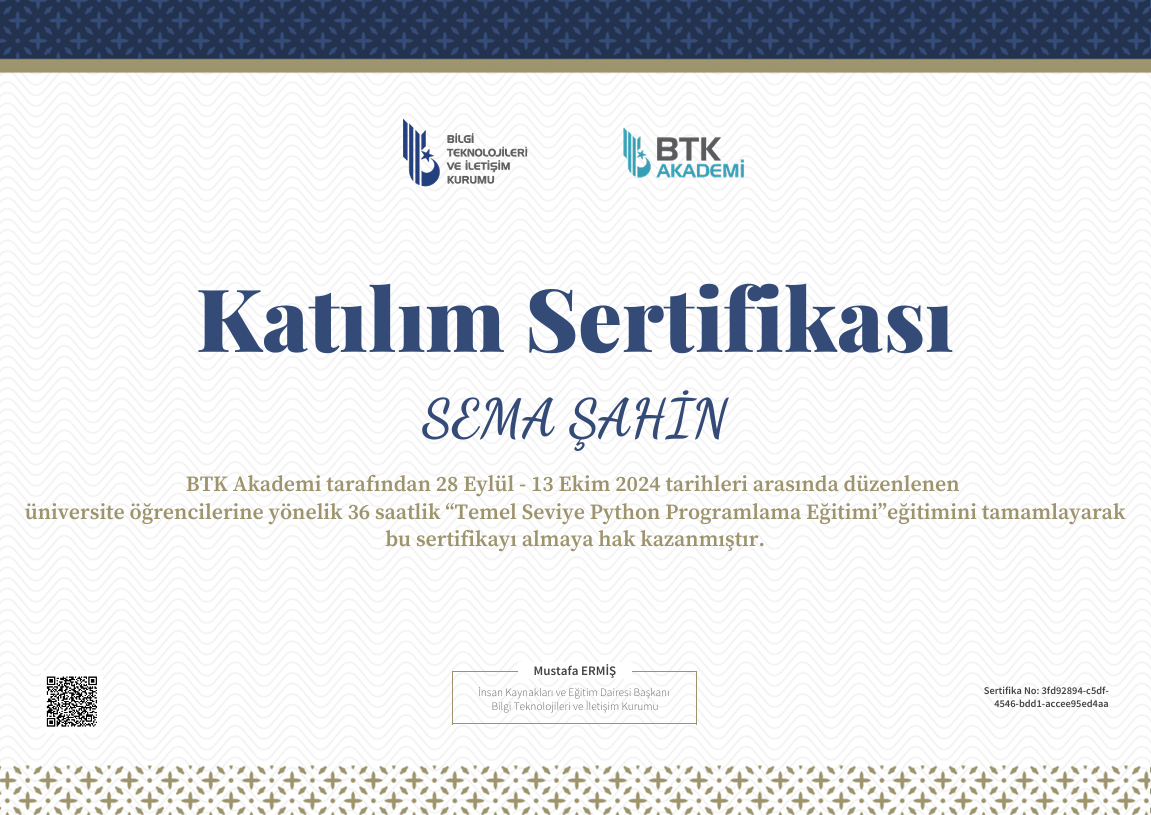 BİLGİ
TEKNOLOJİLERİ
VE İLETİŞİM
KURUMU
BTK
AKADEMİ
Katılım Sertifikası
SEMA ŞAHİN
BTK Akademi tarafından 28 Eylül - 13 Ekim 2024 tarihleri arasında düzenlenen
üniversite öğrencilerine yönelik 36 saatlik “Temel Seviye Python Programlama Eğitimi”eğitimini tamamlayarak
bu sertifikayı almaya hak kazanmıştır.
Mustafa ERMİŞ
İnsan Kaynakları ve Eğitim Dairesi Başkanı
Bilgi Teknolojileri ve İletişim Kurumu
Sertifika No: 3fd92894-c5df-
4546-bdd1-accee95ed4aa